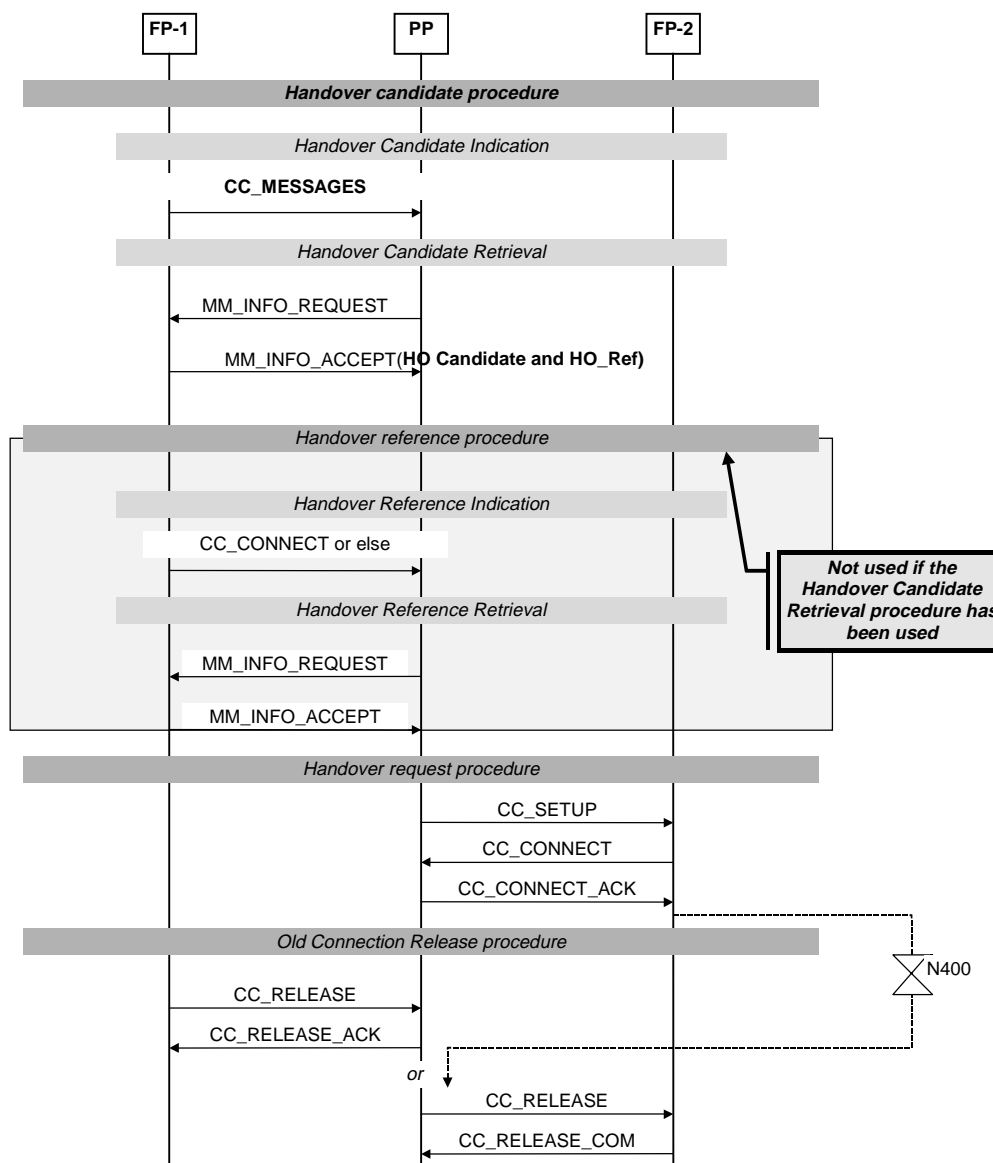 FP-1 PP FP-2
Handover candidate procedure
Handover Candidate Indication
CC_MESSAGES
Handover Candidate Retrieval
MM_INFO_REQUEST
MM_INFO_ACCEPT(HO Candidate and HO_Ref)
Handover reference procedure
Handover Reference Indication
CC_CONNECT or else
Not used if the
Handover Candidate
Retrieval procedure has
been used
Handover Reference Retrieval
MM_INFO_REQUEST
MM_INFO_ACCEPT
Handover request procedure
CC_SETUP
CC_CONNECT
CC_CONNECT_ACK
Old Connection Release procedure
N400
CC_RELEASE
CC_RELEASE_ACK
or
CC_RELEASE
CC_RELEASE_COM